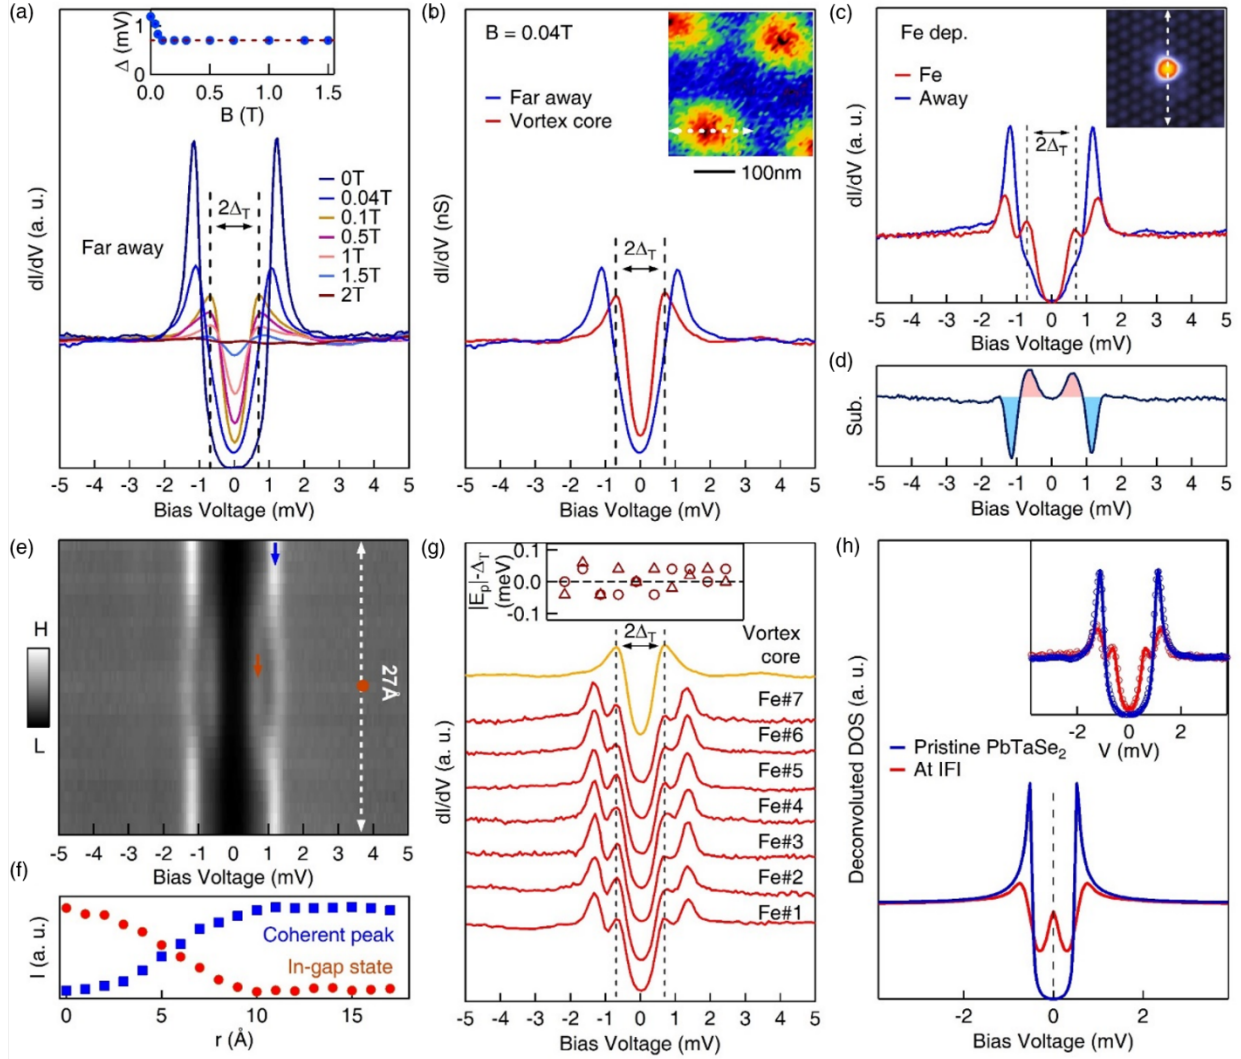 (a)
Δ (mV)
1
0
0.0 0.5 1.0 1.5
B (T)
0T
0.04T
0.1T
0.5T
1T
1.5T
2T
2ΔT
Far away
dI/dV (a. u.)
-5 -4 -3 -2 -1 0 1 2 3 4 5
Bias Voltage (mV)
(b)
B = 0.04T
Far away
Vortex core
100nm
2ΔT
dI/dV (nS)
-5 -4 -3 -2 -1 0 1 2 3 4 5
Bias Voltage (mV)
(c)
Fe dep.
Fe
Away
2ΔT
dI/dV (a. u.)
-5 -4 -3 -2 -1 0 1 2 3 4 5
Bias Voltage (mV)
(d)
Sub.
-5 -4 -3 -2 -1 0 1 2 3 4 5
Bias Voltage (mV)
(e)
H
L
27Å
-5 -4 -3 -2 -1 0 1 2 3 4 5
Bias Voltage (mV)
(f)
I (a. u.)
Coherent peak
In-gap state
0 5 10 15
r (Å)
(g)
|Ep|-ΔT
(meV)
0.1
0.0
-0.1
2ΔT
Vortex
core
Fe#7
Fe#6
Fe#5
Fe#4
Fe#3
Fe#2
Fe#1
dI/dV (a. u.)
-5 -4 -3 -2 -1 0 1 2 3 4 5
Bias Voltage (mV)
(h)
-2 0 2
V (mV)
Pristine PbTaSe2
At IFI
Deconvoluted DOS (a. u.)
-2 0 2
Bias Voltage (mV)